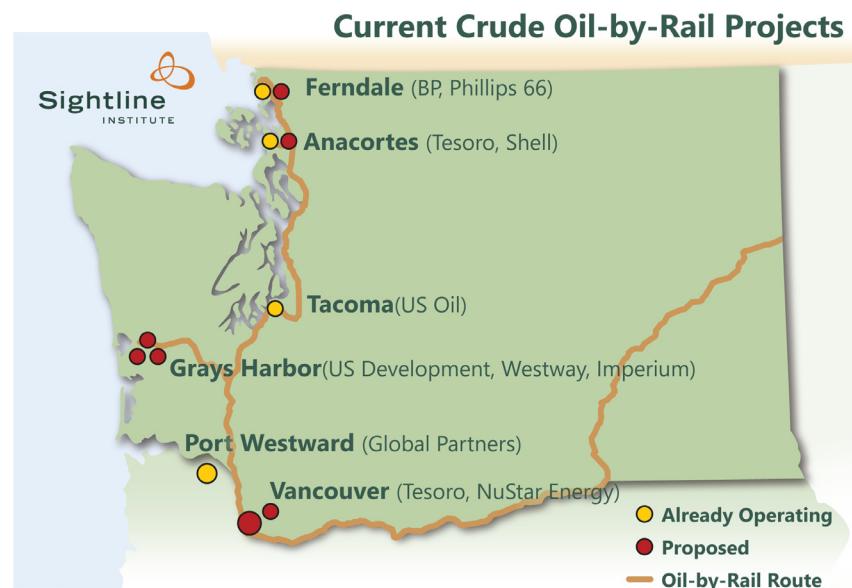 Current Crude Oil-by-Rail Projects
Sightline
INSTITUTE
Ferndale (BP, Phillips 66)
Anacortes (Tesoro, Shell)
Tacoma(US Oil)
Grays Harbor(US Development, Westway, Imperium)
Port Westward (Global Partners)
Vancouver (Tesoro, NuStar Energy)
Already Operating
Proposed
Oil-by-Rail Route